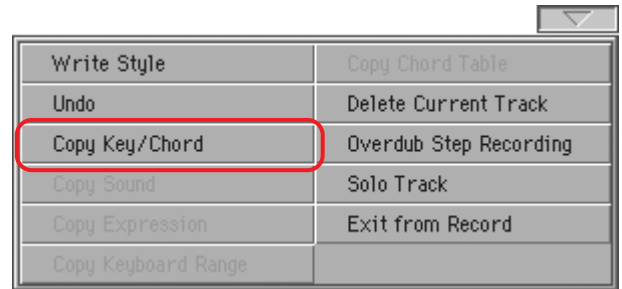 Write Style
Undo
Copy Key/Chord
Copy Sound
Copy Expression
Copy Keyboard Range
Copy Chord Table
Delete Current Track
Overdub Step Recording
Solo Track
Exit from Record